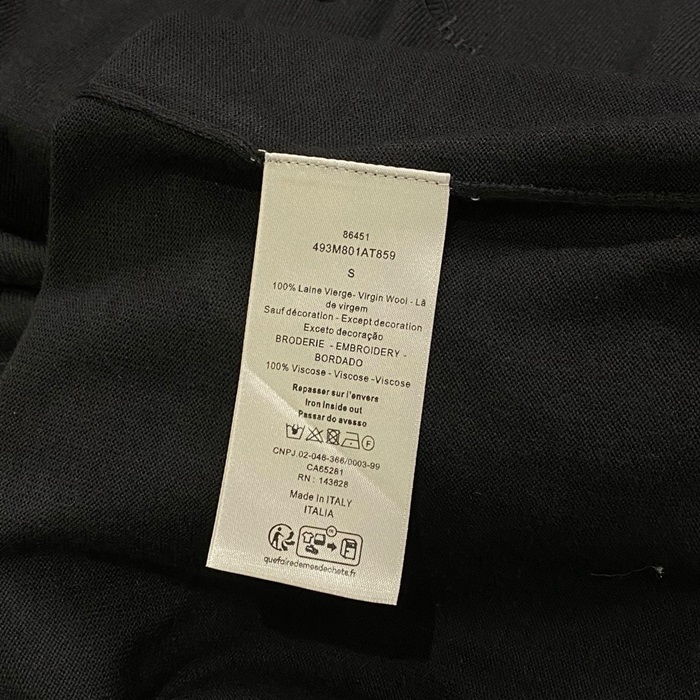 86451
493M801AT859
S
100% Laine Vierge- Virgin Wool - Lã
de virgem
Sauf décoration - Except decoration
Exceto decoração
BRODERIE - EMBROIDERY -
BORDADO
100% Viscose - Viscose -Viscose
Repasser sur l'envers
Iron inside out
Passar do avesso
F
CNPJ.02-046-366/0003-99
CA65281
RN : 143628
Made In ITALY
ITALIA
FR
quefairedemesdechets.fr